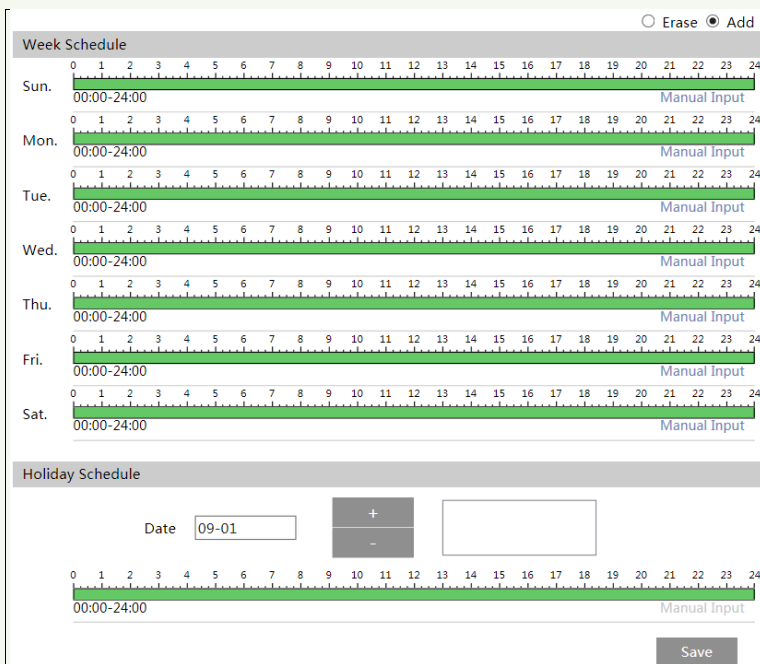 Erase Add
Week Schedule
0 1 2 3 4 5 6 7 8 9 10 11 12 13 14 15 16 17 18 19 20 21 22 23 24
Sun.
00:00-24:00 Manual Input
0 1 2 3 4 5 6 7 8 9 10 11 12 13 14 15 16 17 18 19 20 21 22 23 24
Mon.
00:00-24:00 Manual Input
0 1 2 3 4 5 6 7 8 9 10 11 12 13 14 15 16 17 18 19 20 21 22 23 24
Tue.
00:00-24:00 Manual Input
0 1 2 3 4 5 6 7 8 9 10 11 12 13 14 15 16 17 18 19 20 21 22 23 24
Wed.
00:00-24:00 Manual Input
0 1 2 3 4 5 6 7 8 9 10 11 12 13 14 15 16 17 18 19 20 21 22 23 24
Thu.
00:00-24:00 Manual Input
0 1 2 3 4 5 6 7 8 9 10 11 12 13 14 15 16 17 18 19 20 21 22 23 24
Fri.
00:00-24:00 Manual Input
0 1 2 3 4 5 6 7 8 9 10 11 12 13 14 15 16 17 18 19 20 21 22 23 24
Sat.
00:00-24:00 Manual Input
Holiday Schedule
+
Date 09-01
-
0 1 2 3 4 5 6 7 8 9 10 11 12 13 14 15 16 17 18 19 20 21 22 23 24
00:00-24:00 Manual Input
Save